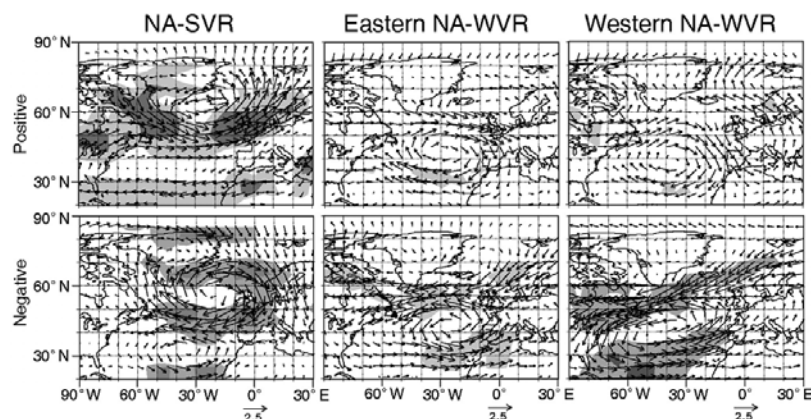 NA-SVR Eastern NA-WVR Western NA-WVR
90° N
60° N
30° N
Positive
90° N
60° N
30° N
Negative
90° W 60° W 30° W 0° 30° E 60° W 30° W 0° 30° E 60° W 30° W 0° 30° E
2.5 2.5 2.5